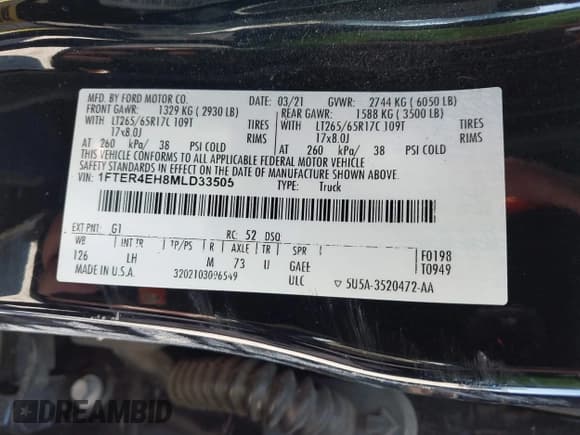 MFD. BY FORD MOTOR CO. DATE: 03/21 GVWR: 2744 KG ( 6050 LB)
FRONT GAWR: 1329 KG ( 2930 LB) REAR GAWR: 1588 KG ( 3500 LB)
LT265/65R17C 109T TIRES LT265/65R17C 109T TIRES
17x8.0J RIMS 17x8.0J RIMS
AT 260 kPa/ 38 PSI COLD AT 260 kPa/ 38 PSI COLD
THIS VEHICLE CONFORMS TO ALL APPLICABLE FEDERAL MOTOR VEHICLE
SAFETY STANDARDS IN EFFECT ON THE DATE OF MANUFACTURE SHOWN ABOVE.
VIN: 1FTER4EH8MLD33505 TYPE: Truck
EXT PNT: G1 RC: 52 DSO
WB INT TR TP/PS R AXLE TR SPR F0198
126 LH M 73 U GAEE T0949
MADE IN U.S.A. 3202103096549 ULC 5U5A-3520472-AA
DREAMBID